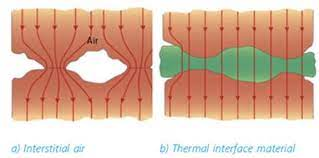 Air
a) Interstitial air
b) Thermal interface material